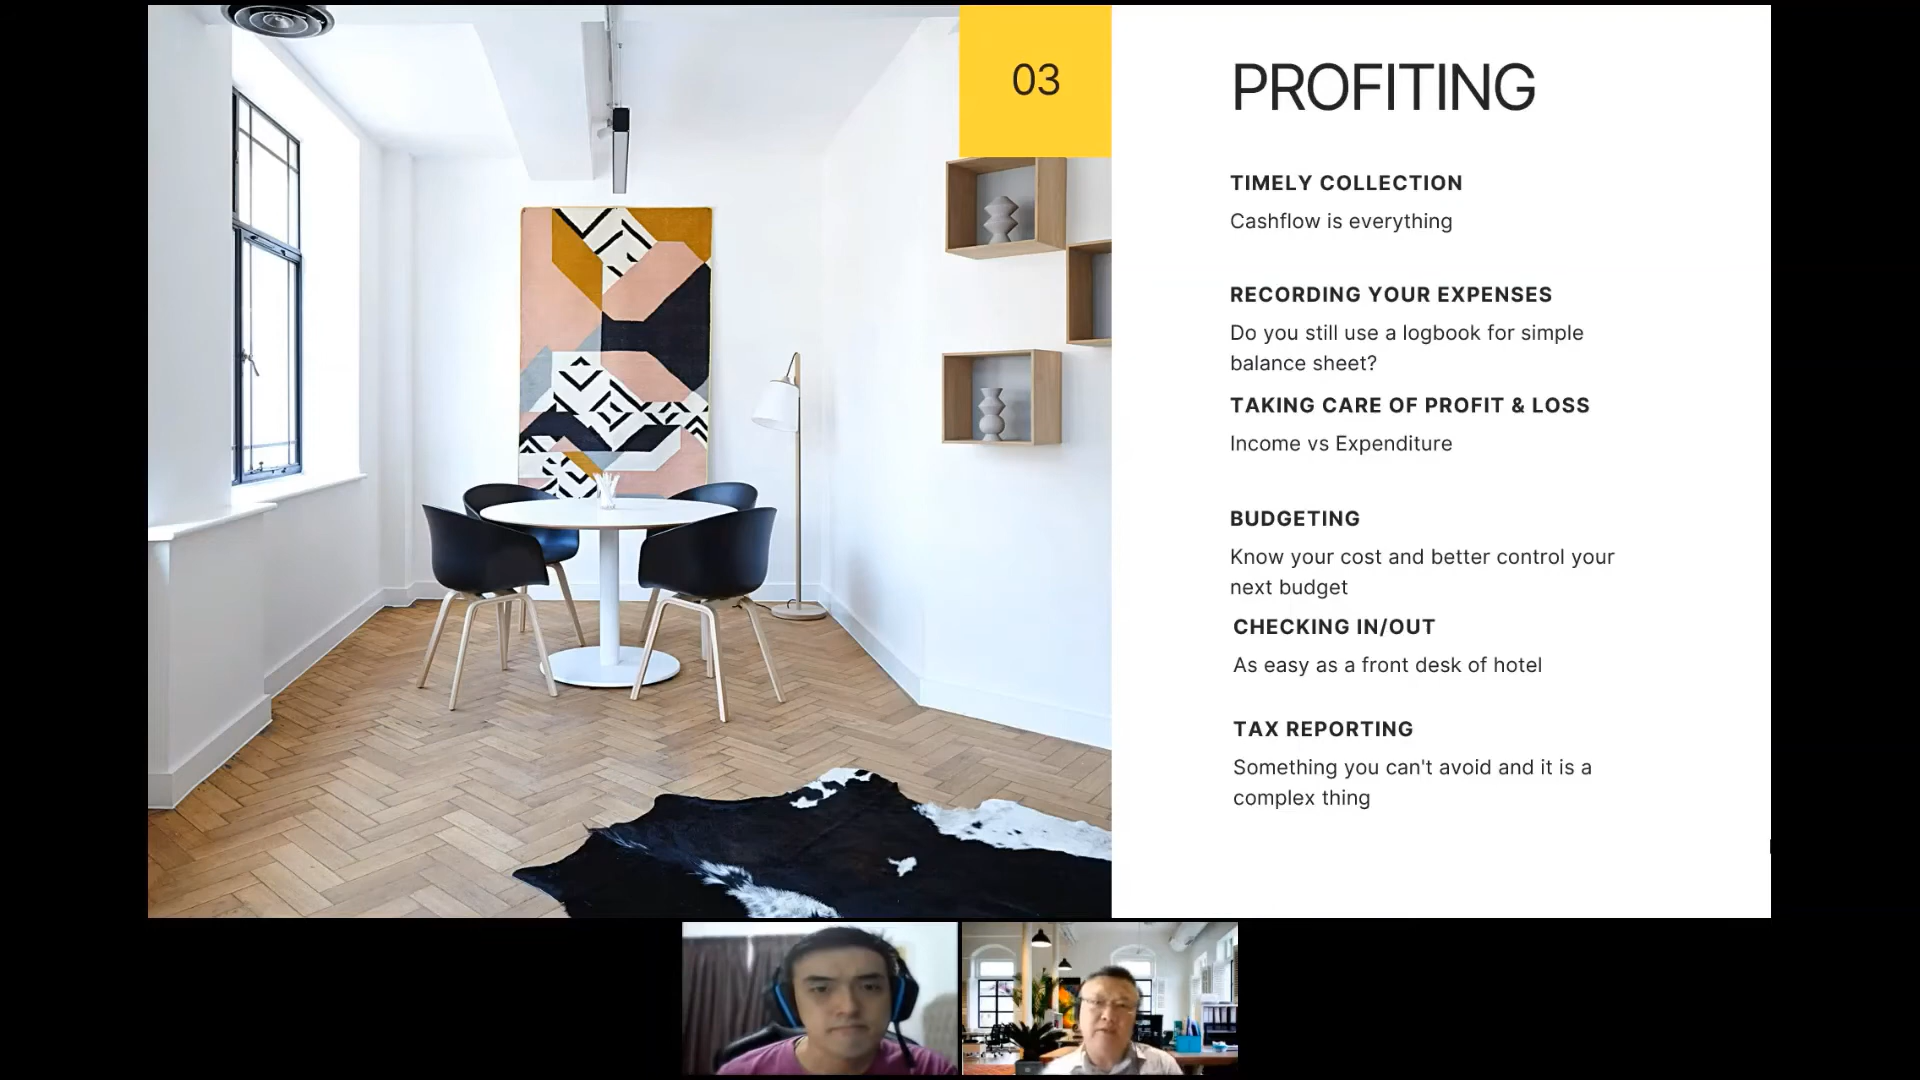 03
PROFITING
TIMELY COLLECTION
Cashflow is everything
RECORDING YOUR EXPENSES
Do you still use a logbook for simple
balance sheet?
TAKING CARE OF PROFIT & LOSS
Income vs Expenditure
BUDGETING
Know your cost and better control your
next budget
CHECKING IN/OUT
As easy as a front desk of hotel
TAX REPORTING
Something you can't avoid and it is a
complex thing